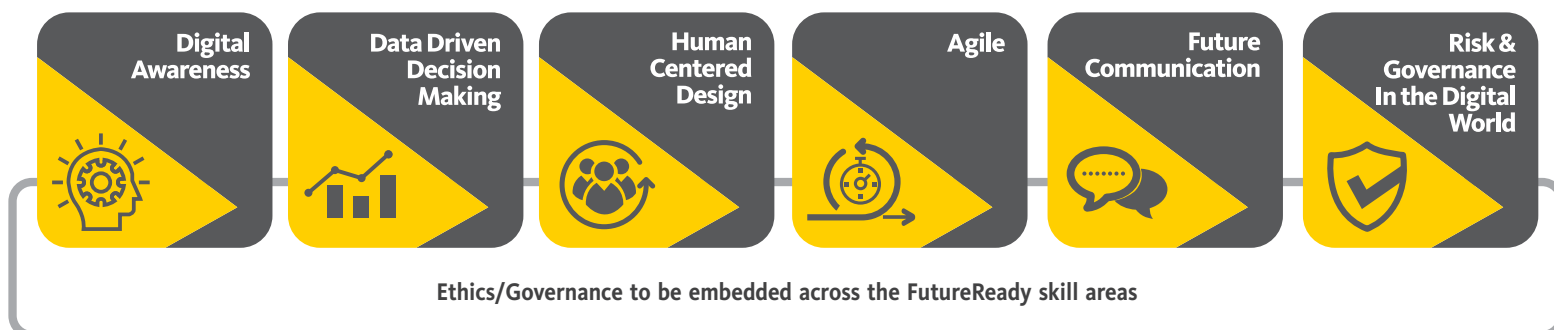 Digital
Awareness
Data Driven
Decision
Making
Human
Centered
Design
Agile
Future
Communication
Risk &
Governance
In the Digital
World
Ethics/Governance to be embedded across the FutureReady skill areas